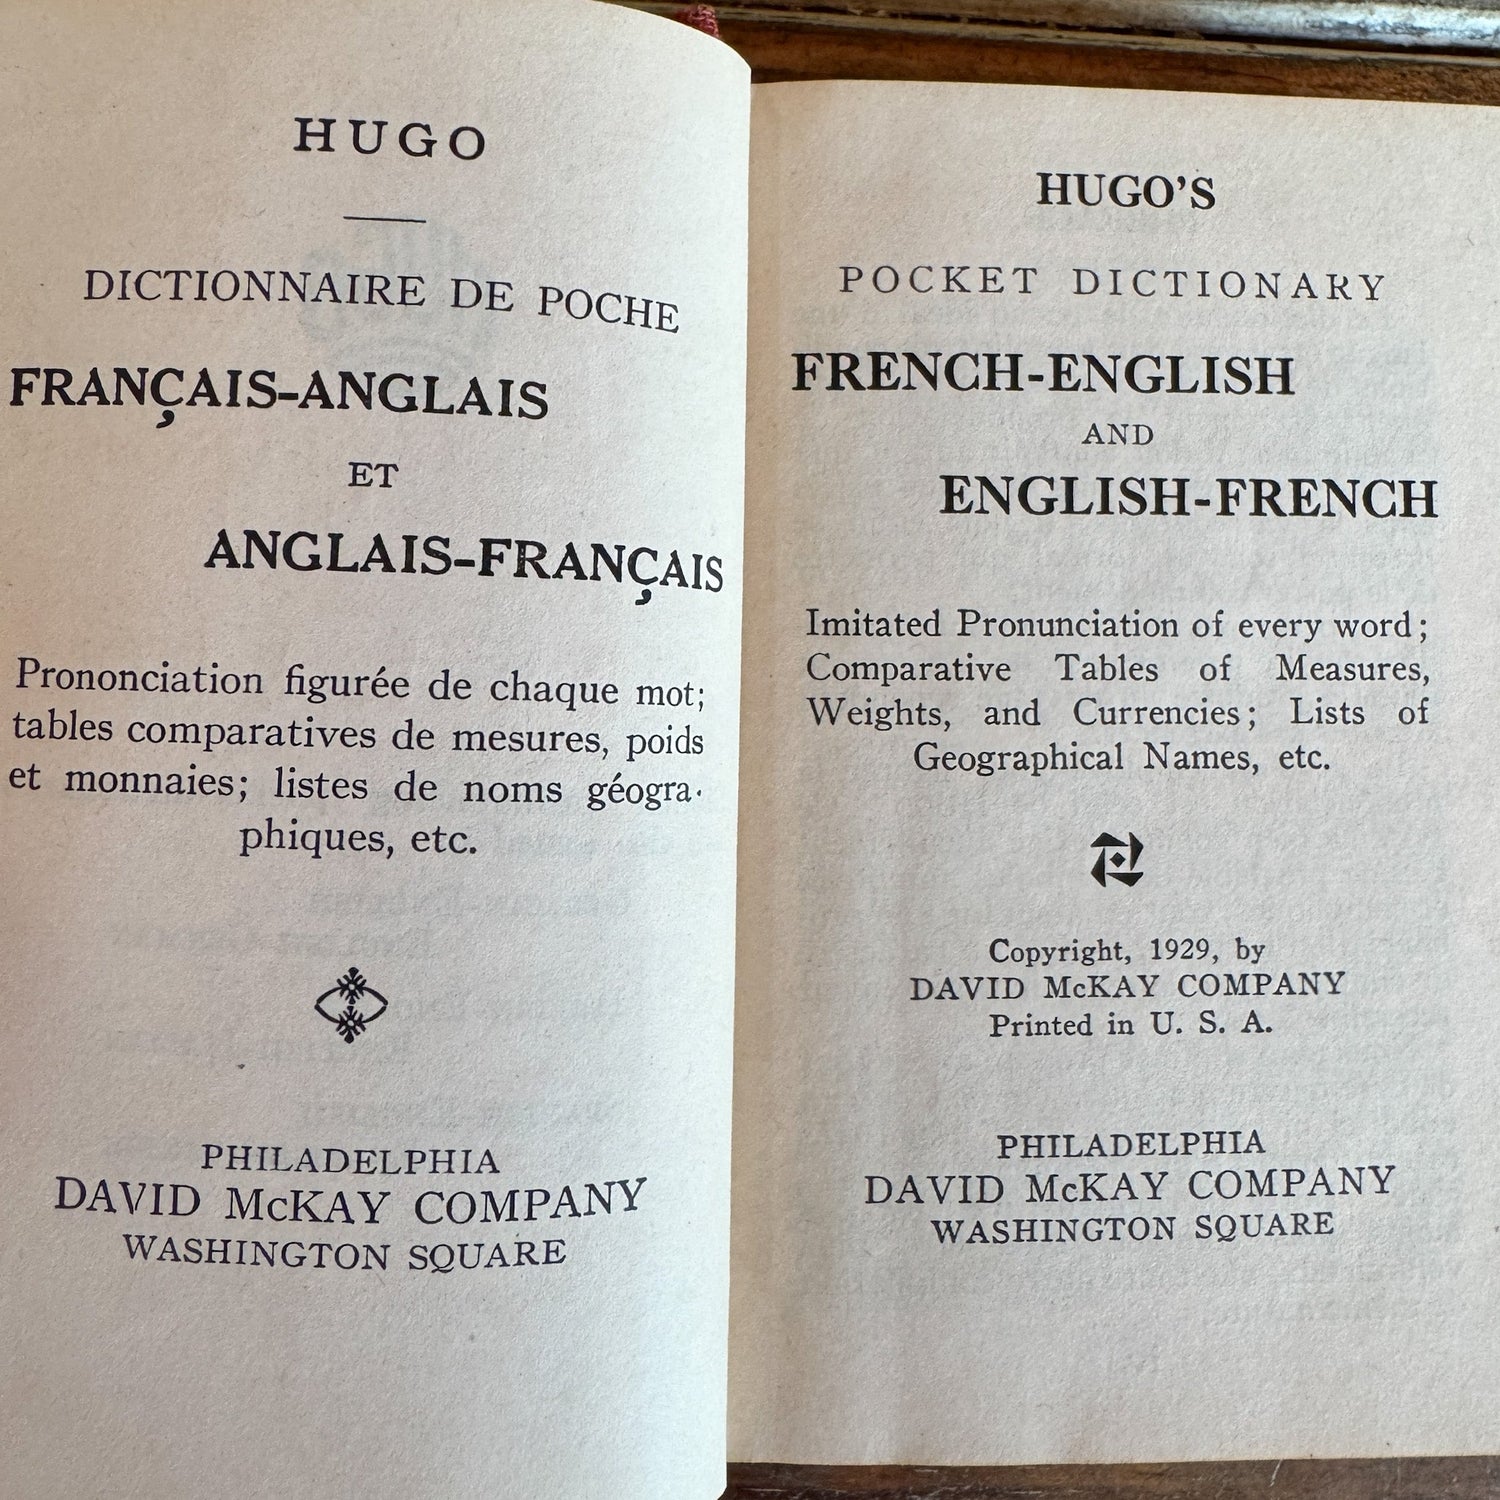 HUGO
DICTIONNAIRE DE POCHE
FRANÇAIS-ANGLAIS
ET
ANGLAIS-FRANÇAIS
Prononciation figurée de chaque mot;
tables comparatives de mesures, poids
et monnaies; listes de noms géogra-
phiques, etc.
PHILADELPHIA
DAVID McKAY COMPANY
WASHINGTON SQUARE
HUGO'S
POCKET DICTIONARY
FRENCH-ENGLISH
AND
ENGLISH-FRENCH
Imitated Pronunciation of every word;
Comparative Tables of Measures,
Weights, and Currencies; Lists of
Geographical Names, etc.
Copyright, 1929, by
DAVID McKAY COMPANY
Printed in U. S. A.
PHILADELPHIA
DAVID McKAY COMPANY
WASHINGTON SQUARE